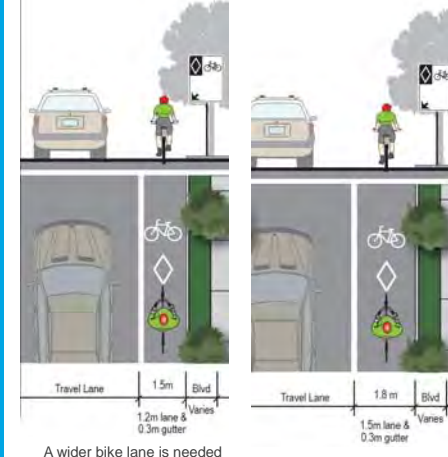 Travel Lane
1.5m
Blvd
Varies
1.2m lane &
0.3m gutter
A wider bike lane is needed
Travel Lane
1.8 m
Blvd
Varies
1.5m lane &
0.3m gutter